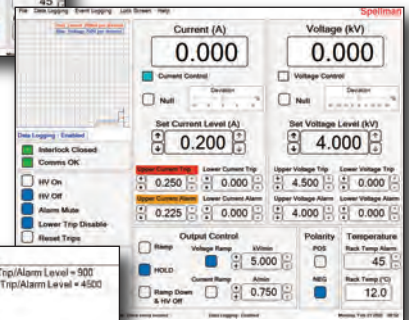 45
File Data Logging Event Logging Lock Screen Help
Spellman
Current (A)
Voltage (kV)
0.000
0.000
Current Control
Voltage Control
Deviation
Deviation
Null
Null
Set Current Level (A)
Set Voltage Level (kV)
0.200
4.000
Data Logging : Enabled
Interlock Closed
Comms OK
Upper Current Trip
Lower Current Trip
Upper Voltage Trip
Lower Voltage Trip
0.250
0.000
4.500
0.000
HV On
HV Off
Alarm Mute
Lower Trip Disable
Reset Trips
Upper Current Alarm
Lower Current Alarm
Upper Voltage Alarm
Lower Voltage Alarm
0.225
0.000
4.000
0.000
Output Control
Polarity
Temperature
Ramp
Voltage Ramp
kV/min
POS
Rack Temp Alarm
5.000
45
HOLD
Current Ramp
A/min
NEG
Rack Temp (°C)
Ramp Down
& HV Off
0.750
12.0
Trip/Alarm Level = 900
Trip/Alarm Level = 4500
Data Logging : Enabled